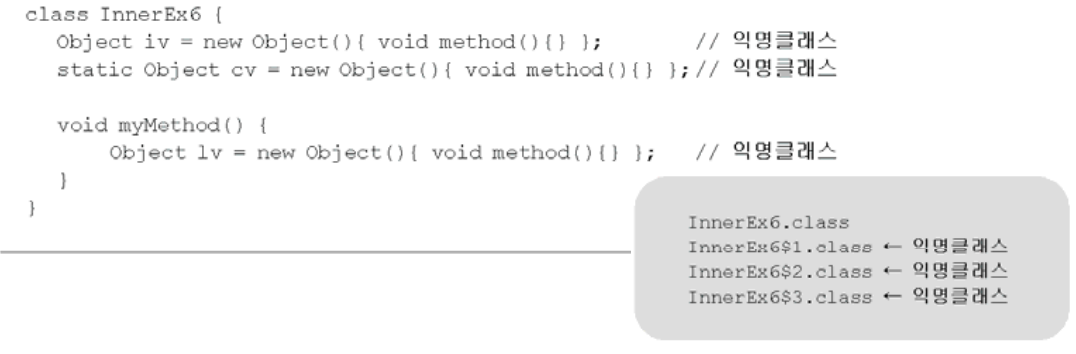 class InnerEx6 {
Object iv = new Object(){ void method(){} };          // 익명클래스
static Object cv = new Object(){ void method(){} }; // 익명클래스
void myMethod() {
Object lv = new Object(){ void method(){} };   // 익명클래스
}
}
InnerEx6.class
InnerEx6$1.class ← 익명클래스
InnerEx6$2.class ← 익명클래스
InnerEx6$3.class ← 익명클래스